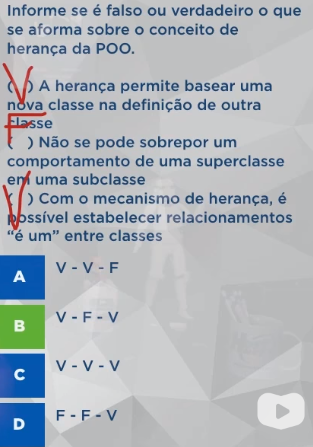 Informe se é falso ou verdadeiro o que
se aforma sobre o conceito de
herança da POO.
V
( ) A herança permite basear uma
nova classe na definição de outra
classe
F
( ) Não se pode sobrepor um
comportamento de uma superclasse
em uma subclasse
V
( ) Com o mecanismo de herança, é
possível estabelecer relacionamentos
“é um” entre classes
A V - V - F
B V - F - V
C V - V - V
D F - F - V